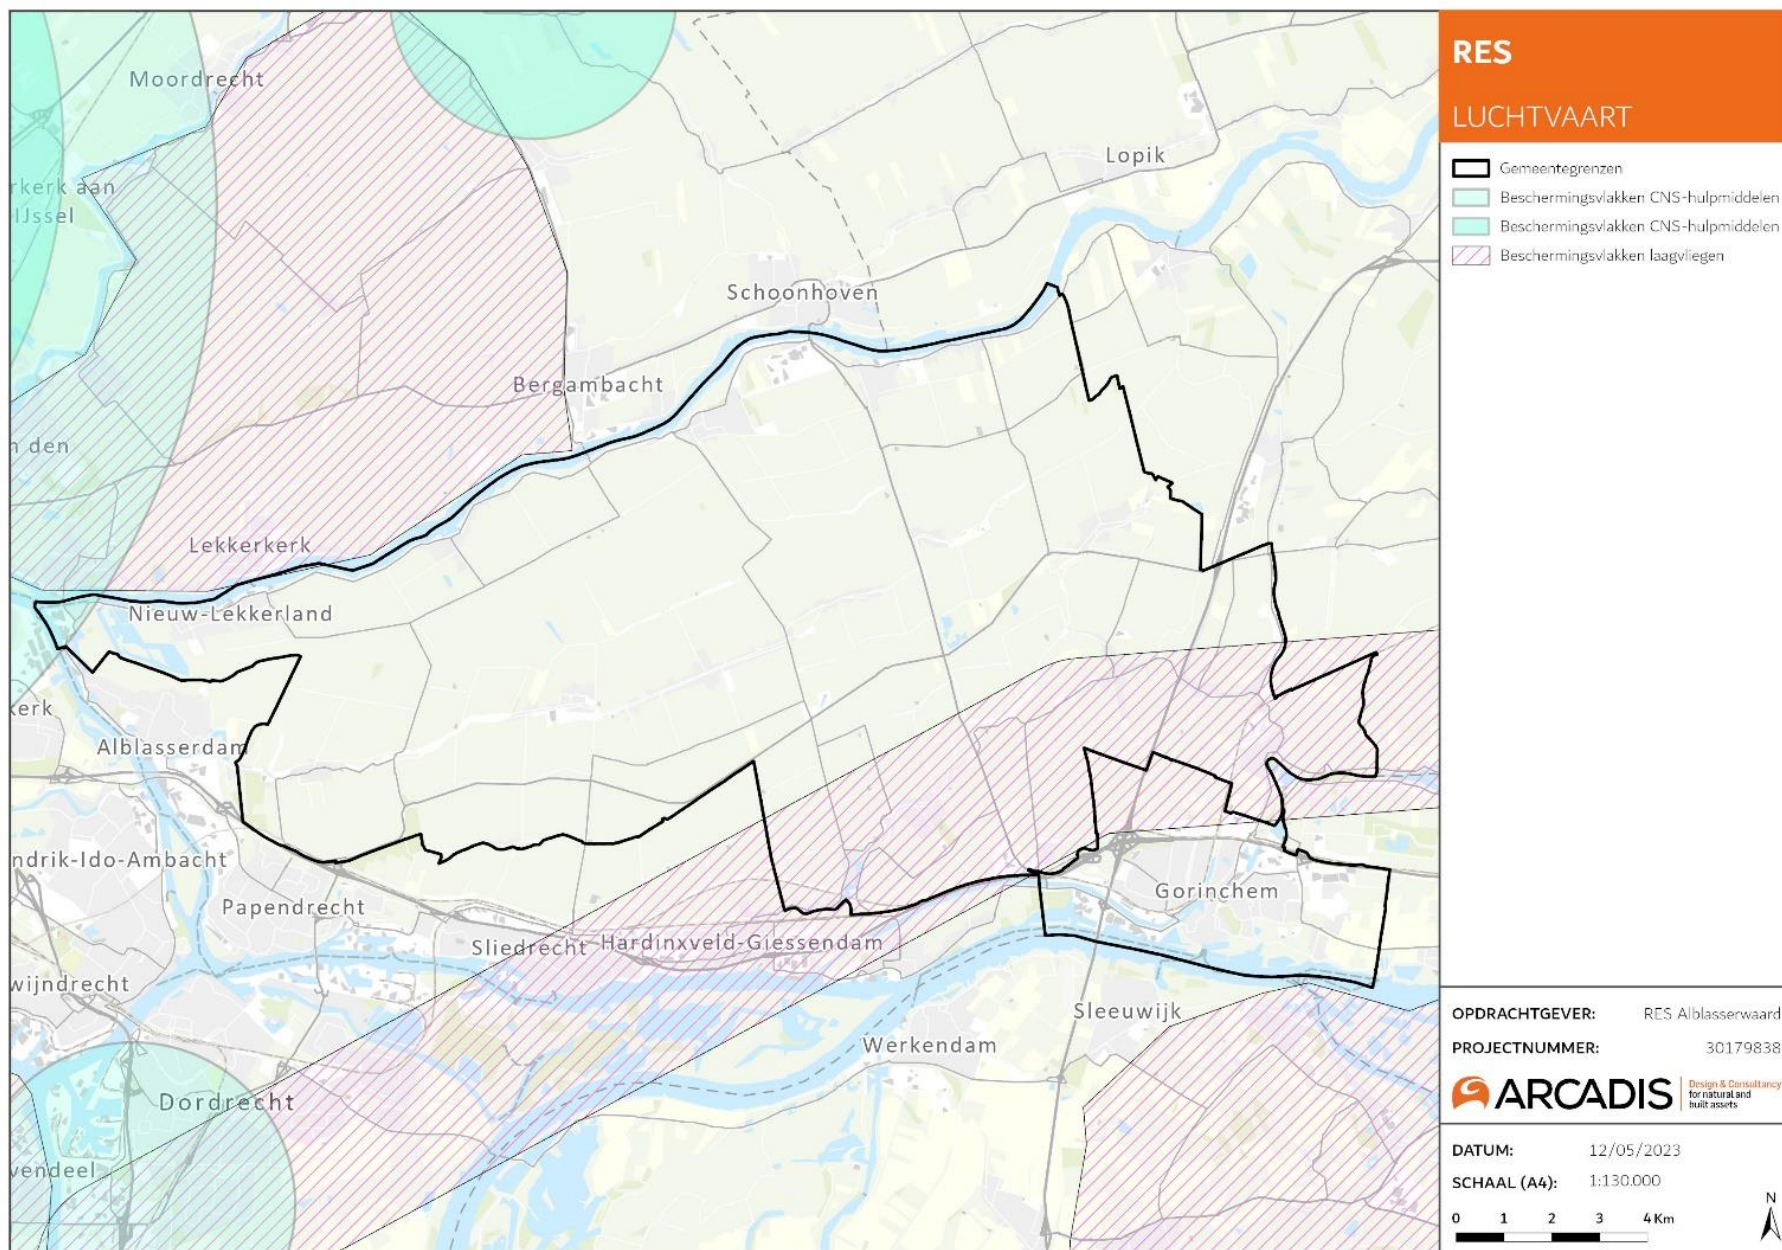 RES
LUCHTVAART
Gemeentegrenzen
Beschermingsvlakken CNS-hulpmiddelen
Beschermingsvlakken CNS-hulpmiddelen
Beschermingsvlakken laagvliegen
Moordrecht
rkerk aan
IJssel
Lopik
Schoonhoven
Bergambacht
n den
Lekkerkerk
Nieuw-Lekkerland
kerk
Alblasserdam
ndrik-Ido-Ambacht
Papendrecht
Gorinchem
Sliedrecht
Hardinxveld-Giessendam
wijndrecht
Sleeuwijk
Werkendam
Dordrecht
vendeel
OPDRACHTGEVER: RES Alblasserwaard
PROJECTNUMMER: 30179838
ARCADIS
Design & Consultancy
for natural and
built assets
DATUM: 12/05/2023
SCHAAL (A4): 1:130.000
N
0 1 2 3 4 Km